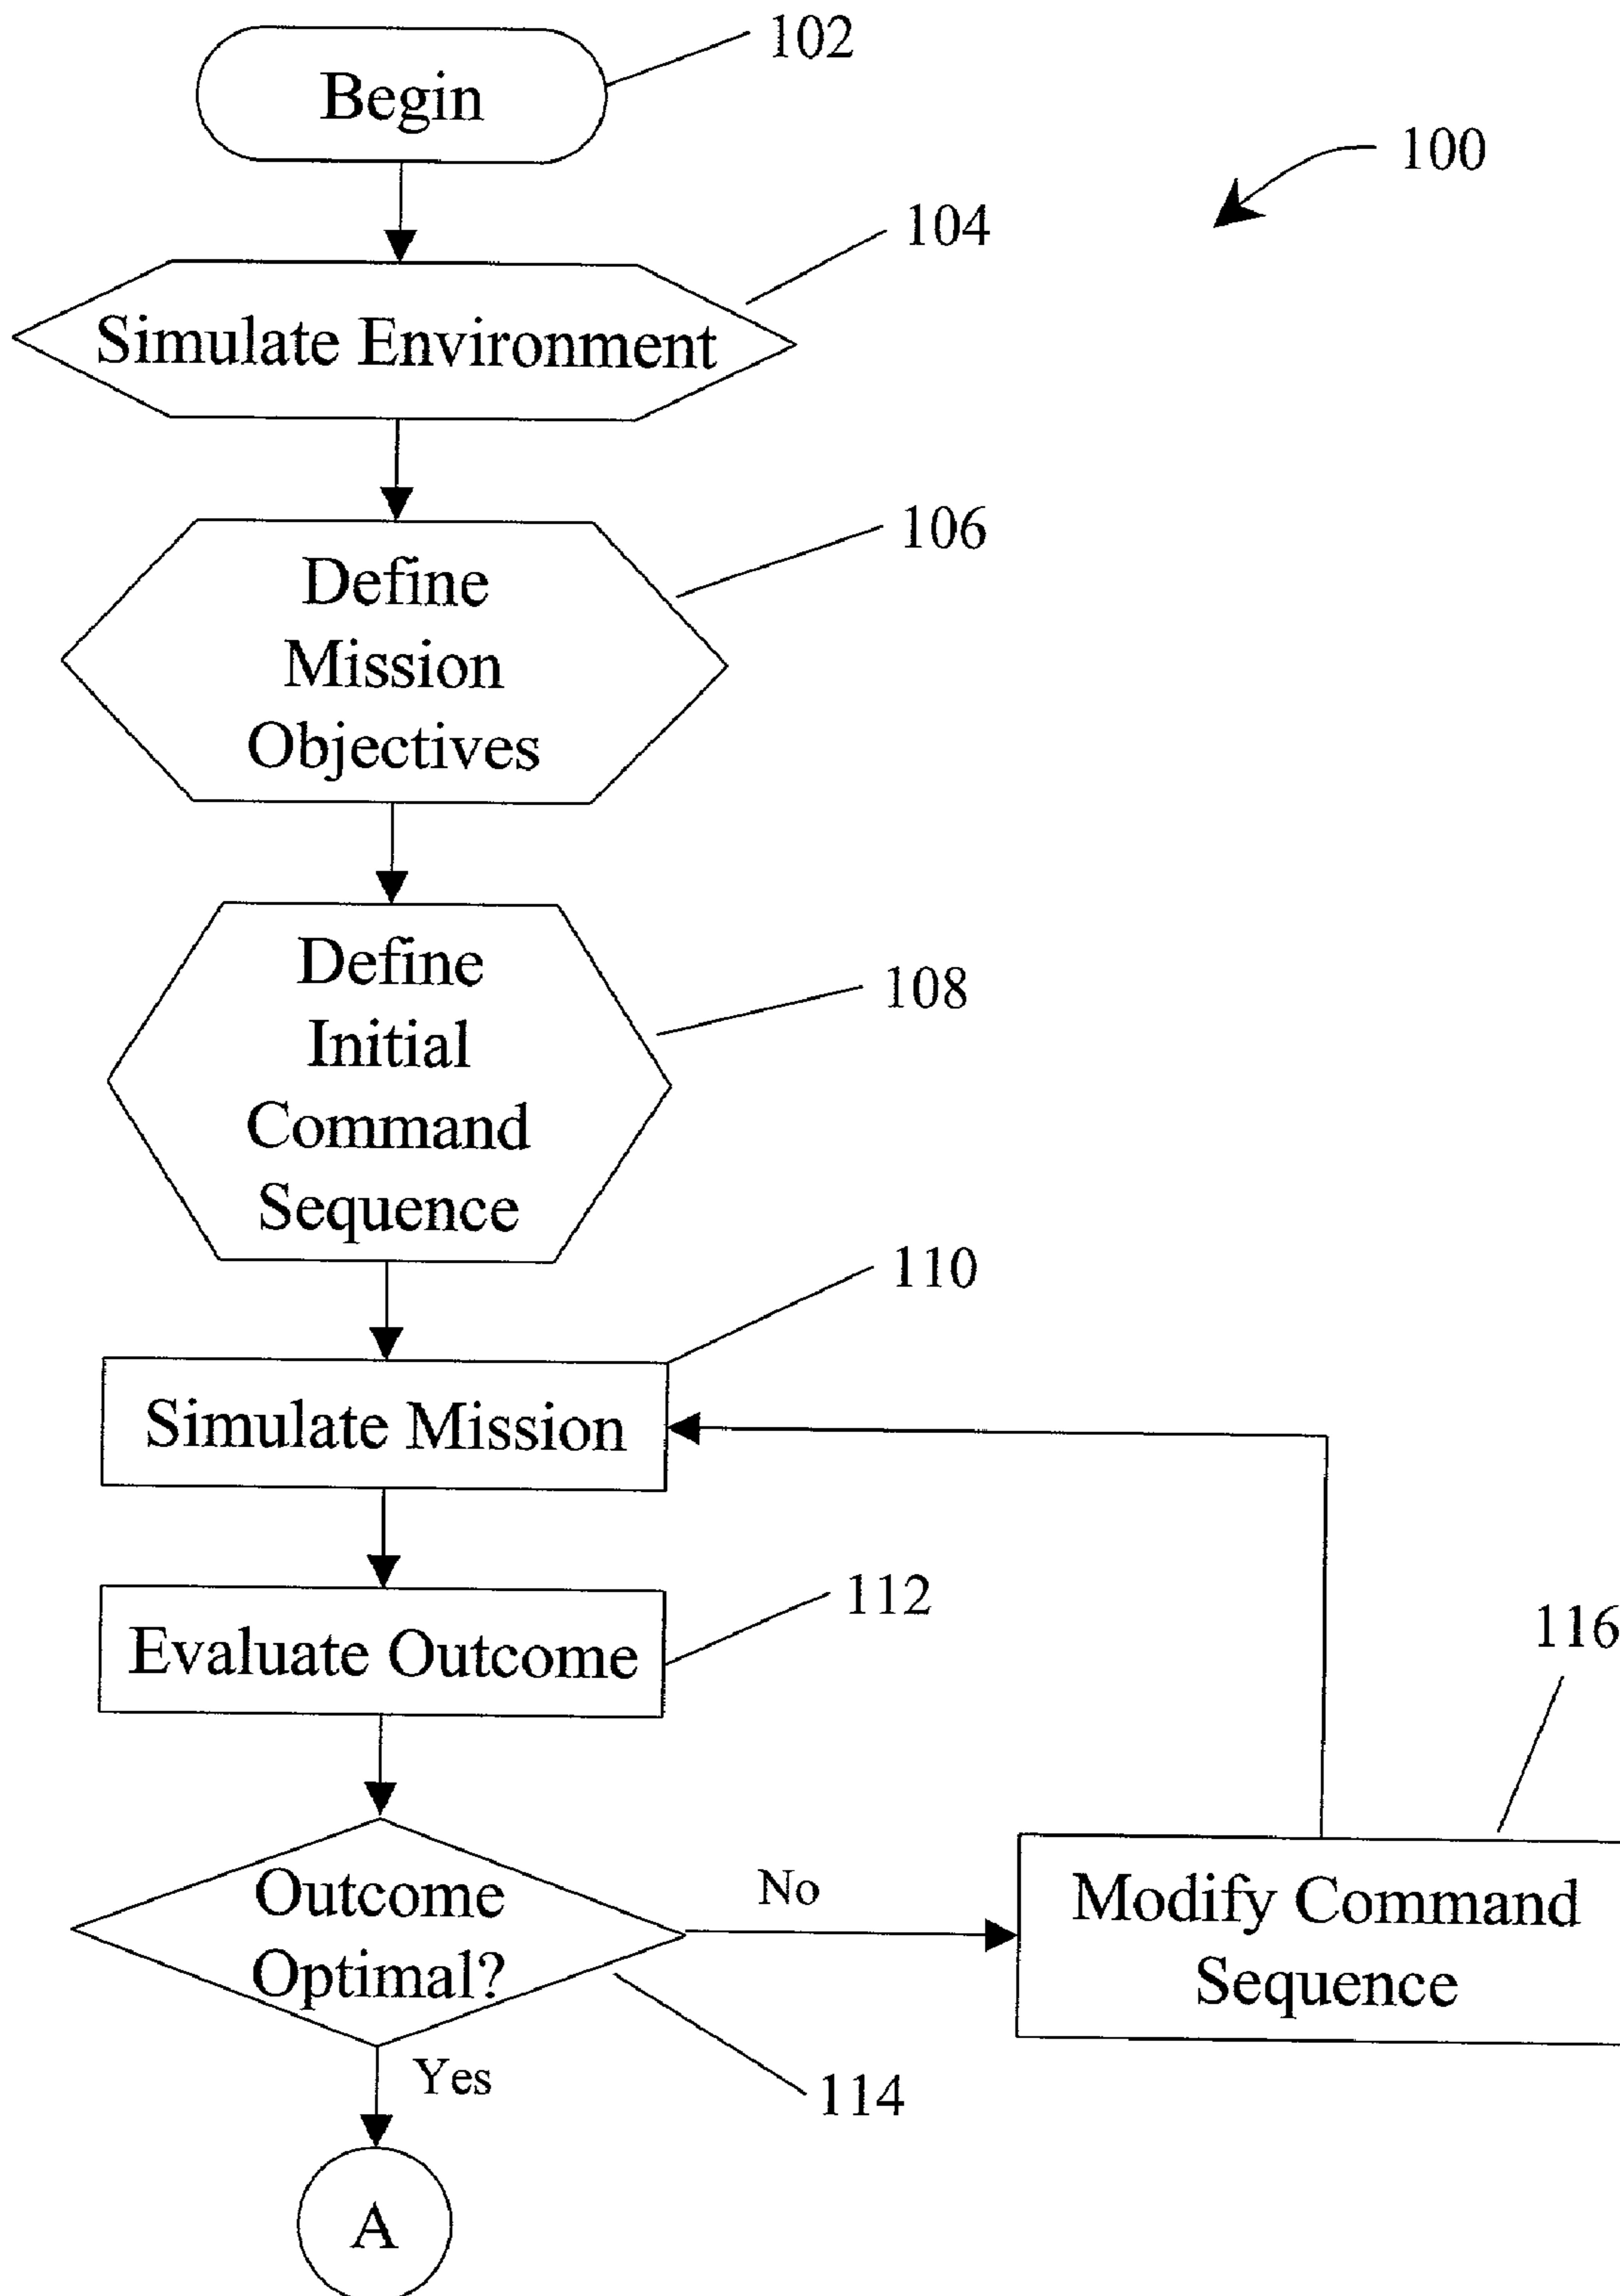 Begin
102
100
Simulate Environment
104
Define
Mission
Objectives
106
Define
Initial
Command
Sequence
108
110
Simulate Mission
112
Evaluate Outcome
116
Outcome
Optimal?
No
Modify Command
Sequence
Yes
114
A